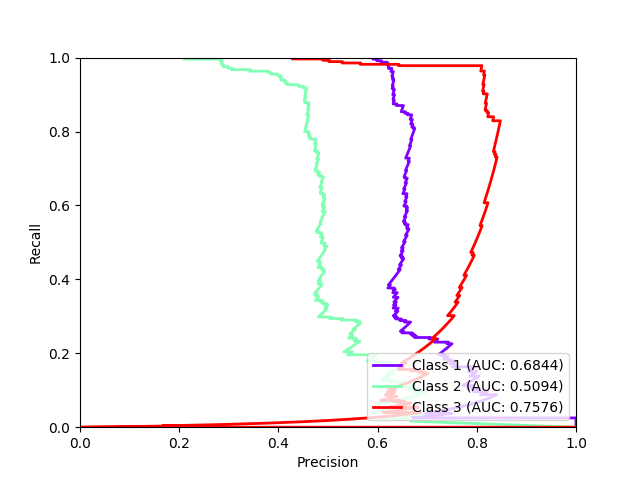 1.0
0.8
0.6
0.4
0.2
0.0
Recall
0.0 0.2 0.4 0.6 0.8 1.0
Precision
Class 1 (AUC: 0.6844)
Class 2 (AUC: 0.5094)
Class 3 (AUC: 0.7576)